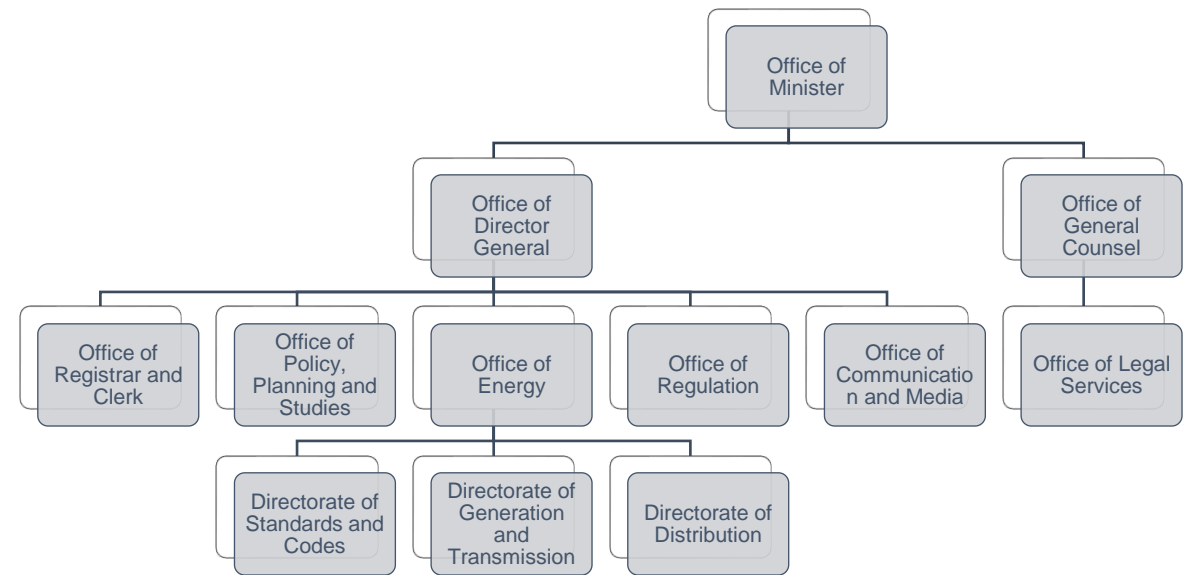 Office of
Minister
Office of
Director
General
Office of
General
Counsel
Office of
Registrar and
Clerk
Office of
Policy,
Planning and
Studies
Office of
Energy
Office of
Regulation
Office of
Communicatio
n and Media
Office of Legal
Services
Directorate of
Standards and
Codes
Directorate of
Generation
and
Transmission
Directorate of
Distribution